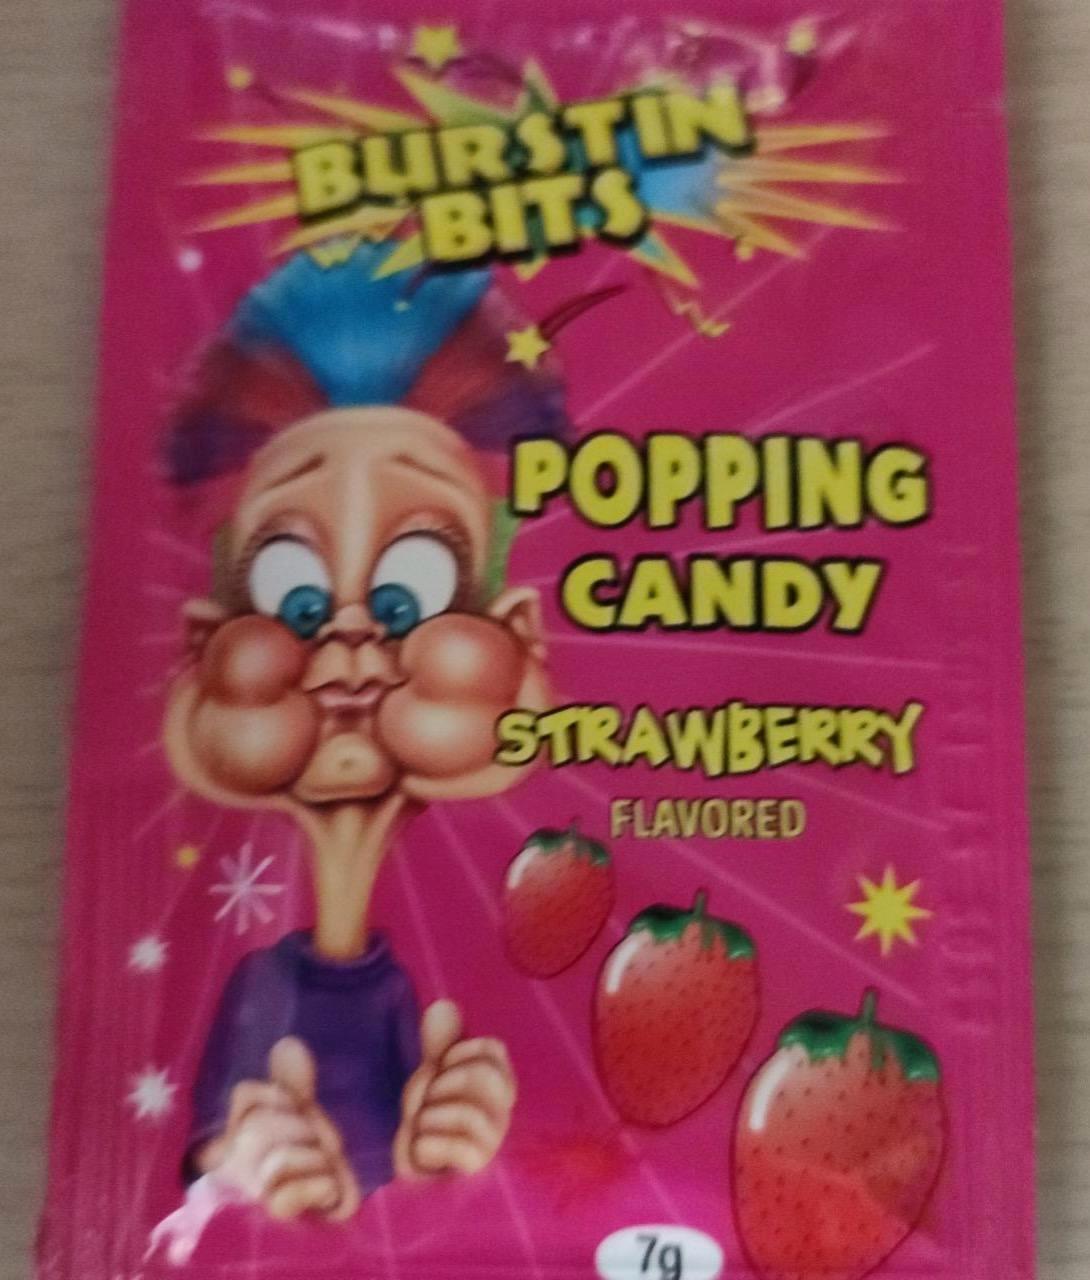 BURSTIN
BITS
POPPING
CANDY
STRAWBERRY
FLAVORED
7g